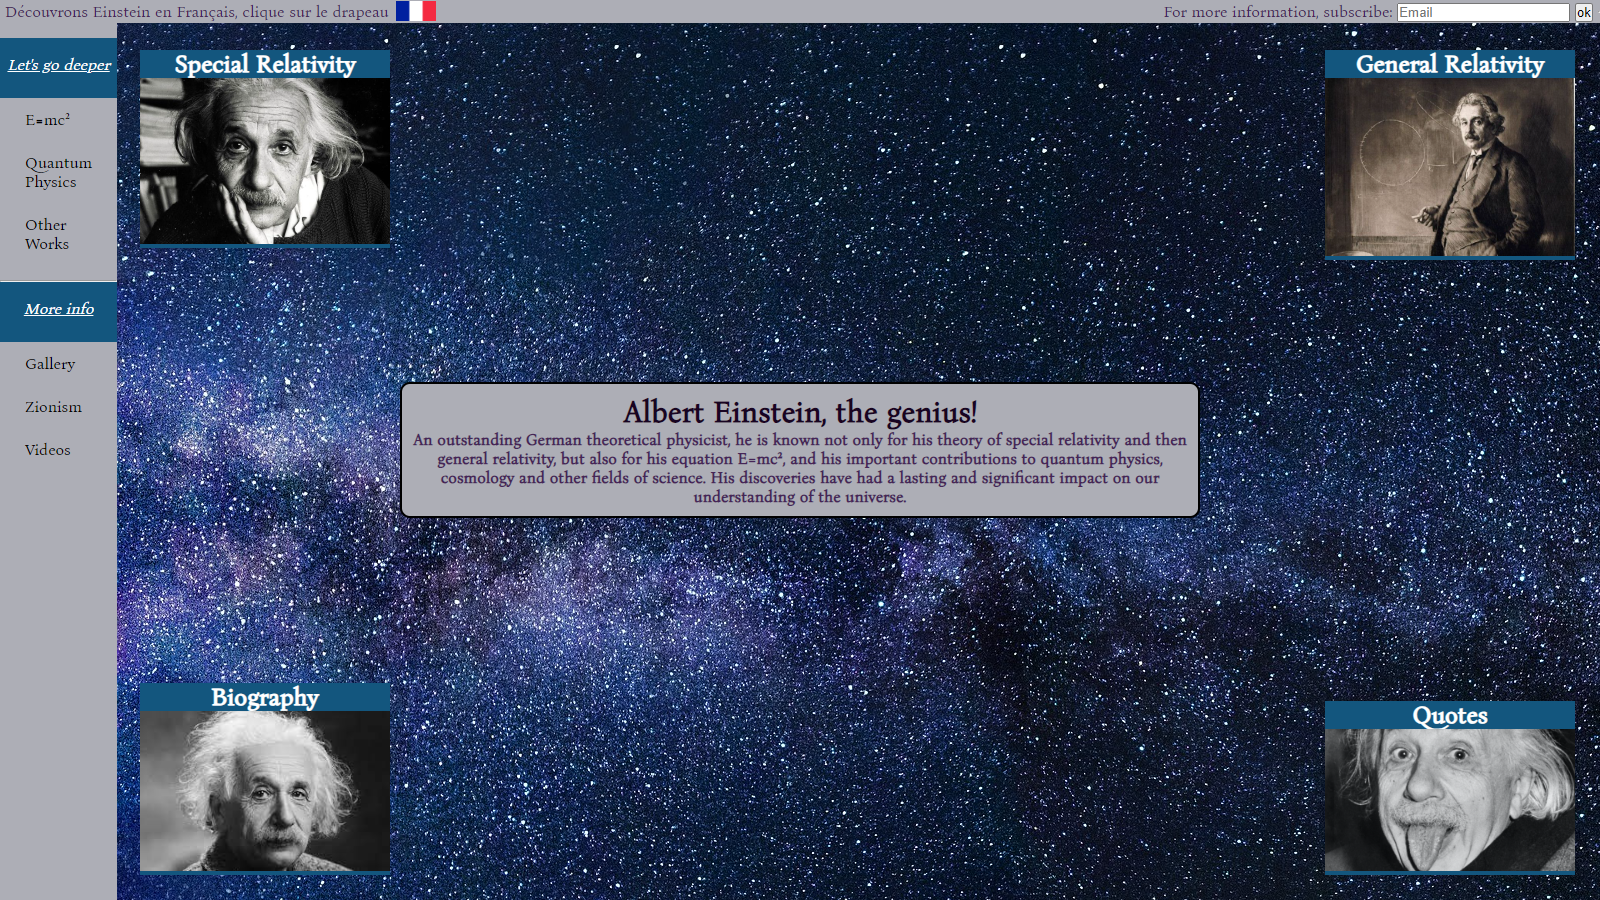 Découvrons Einstein en Français, clique sur le drapeau
For more information, subscribe: Email ok
Let's go deeper
E=mc²
Quantum
Physics
Other
Works
More info
Gallery
Zionism
Videos
Special Relativity
General Relativity
Albert Einstein, the genius!
An outstanding German theoretical physicist, he is known not only for his theory of special relativity and then
general relativity, but also for his equation E=mc², and his important contributions to quantum physics,
cosmology and other fields of science. His discoveries have had a lasting and significant impact on our
understanding of the universe.
Biography
Quotes